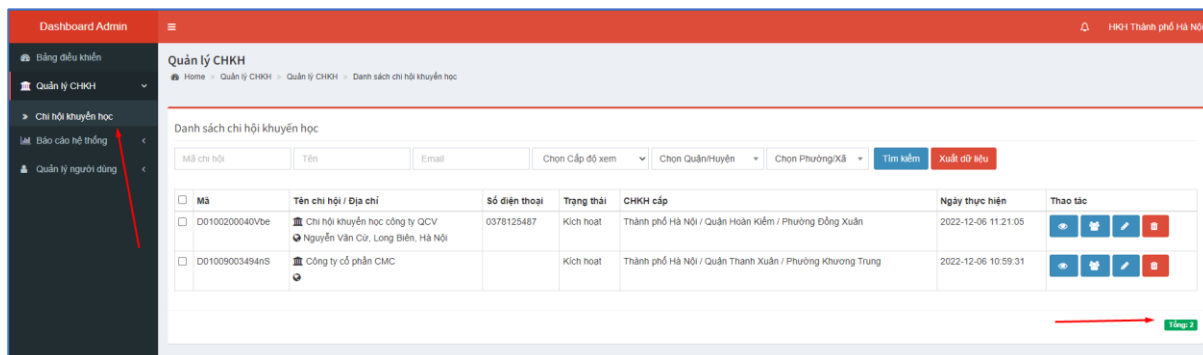 Dashboard Admin
HKH Thành phố Hà Nội
Bảng điều khiển
Quản lý CHKH
Chi hội khuyến học
Báo cáo hệ thống
Quản lý người dùng
Quản lý CHKH
Home > Quản lý CHKH > Quản lý CHKH > Danh sách chi hội khuyến học
Danh sách chi hội khuyến học
Mã chi hội Tên Email Chọn Cấp độ xem Chọn Quận/Huyện Chọn Phường/Xã Tìm kiếm Xuất dữ liệu
Mã Tên chi hội / Địa chỉ Số điện thoại Trạng thái CHKH cấp Ngày thực hiện Thao tác
D0100200040Vbe Chi hội khuyến học công ty QCV 0378125487 Kích hoạt Thành phố Hà Nội / Quận Hoàn Kiếm / Phường Đồng Xuân 2022-12-06 11:21:05
Nguyễn Văn Cừ, Long Biên, Hà Nội
D01009003494nS Công ty cổ phần CMC Kích hoạt Thành phố Hà Nội / Quận Thanh Xuân / Phường Khương Trung 2022-12-06 10:59:31
Tổng: 2